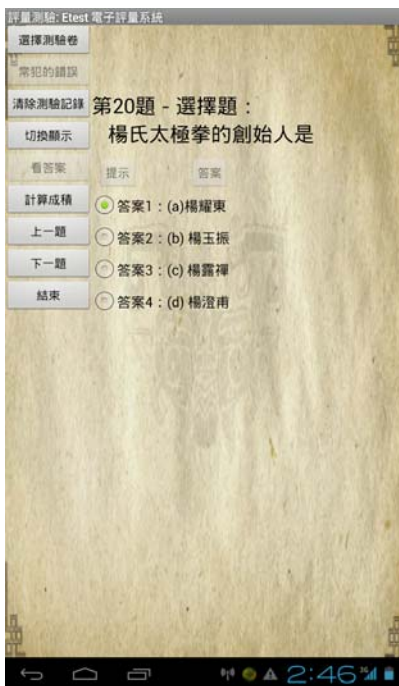 評量測驗: Etest 電子評量系統
選擇測驗卷
常犯的錯誤
清除測驗記錄
切換顯示
看答案
計算成積
上一題
下一題
結束
第20題 - 選擇題：
楊氏太極拳的創始人是
提示
答案
答案1：(a)楊耀東
答案2：(b) 楊玉振
答案3：(c) 楊露禪
答案4：(d) 楊澄甫
2:46
3G